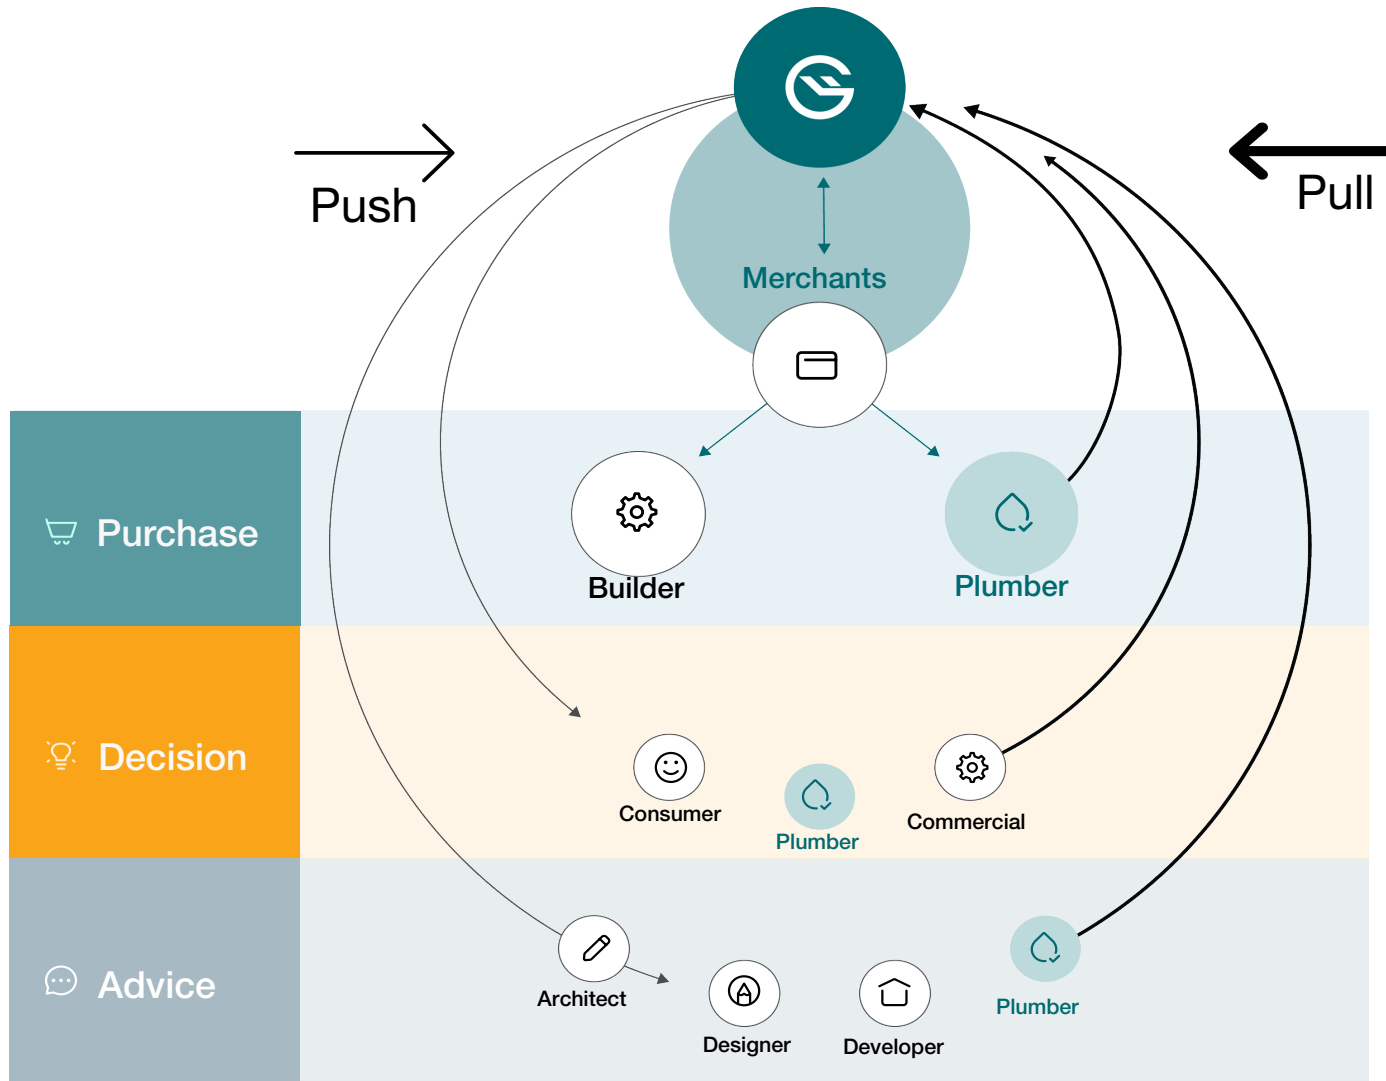 Push
Pull
Merchants
Purchase
Builder
Plumber
Decision
Consumer
Plumber
Commercial
Advice
Architect
Designer
Developer
Plumber